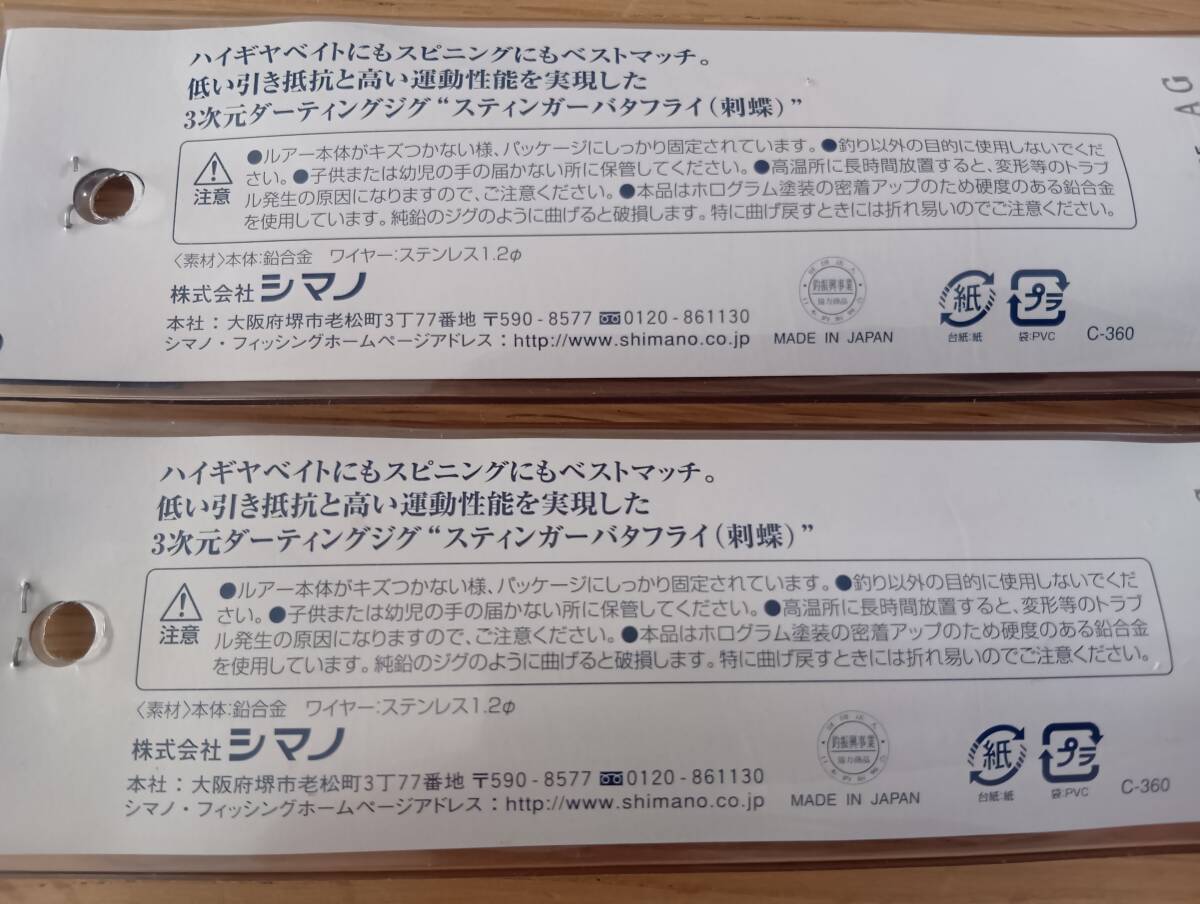 ハイギヤベイトにもスピニングにもベストマッチ。
低い引き抵抗と高い運動性能を実現した
3次元ダーティングジグ“スティンガーバタフライ(刺蝶)”
注意
●ルアー本体がキズつかない様、パッケージにしっかり固定されています。●釣り以外の目的に使用しないでくだ
さい。●子供または幼児の手の届かない所に保管してください。●高温所に長時間放置すると、変形等のトラブ
ル発生の原因になりますので、ご注意ください。●本品はホログラム塗装の密着アップのため硬度のある鉛合金
を使用しています。純鉛のジグのように曲げると破損します。特に曲げ戻すときには折れ易いのでご注意ください。
〈素材〉本体:鉛合金 ワイヤー:ステンレス1.2φ
株式会社シマノ
本社:大阪府堺市老松町3丁77番地 〒590-8577 0120-861130
シマノ・フィッシングホームページアドレス:http://www.shimano.co.jp
釣振興事業
協力商品
MADE IN JAPAN
紙
台紙:紙
プラ
袋:PVC
C-360
AG
ハイギヤベイトにもスピニングにもベストマッチ。
低い引き抵抗と高い運動性能を実現した
3次元ダーティングジグ“スティンガーバタフライ(刺蝶)”
注意
●ルアー本体がキズつかない様、パッケージにしっかり固定されています。●釣り以外の目的に使用しないでくだ
さい。●子供または幼児の手の届かない所に保管してください。●高温所に長時間放置すると、変形等のトラブ
ル発生の原因になりますので、ご注意ください。●本品はホログラム塗装の密着アップのため硬度のある鉛合金
を使用しています。純鉛のジグのように曲げると破損します。特に曲げ戻すときには折れ易いのでご注意ください。
〈素材〉本体:鉛合金 ワイヤー:ステンレス1.2φ
株式会社シマノ
本社:大阪府堺市老松町3丁77番地 〒590-8577 0120-861130
シマノ・フィッシングホームページアドレス:http://www.shimano.co.jp
釣振興事業
協力商品
MADE IN JAPAN
紙
台紙:紙
プラ
袋:PVC
C-360